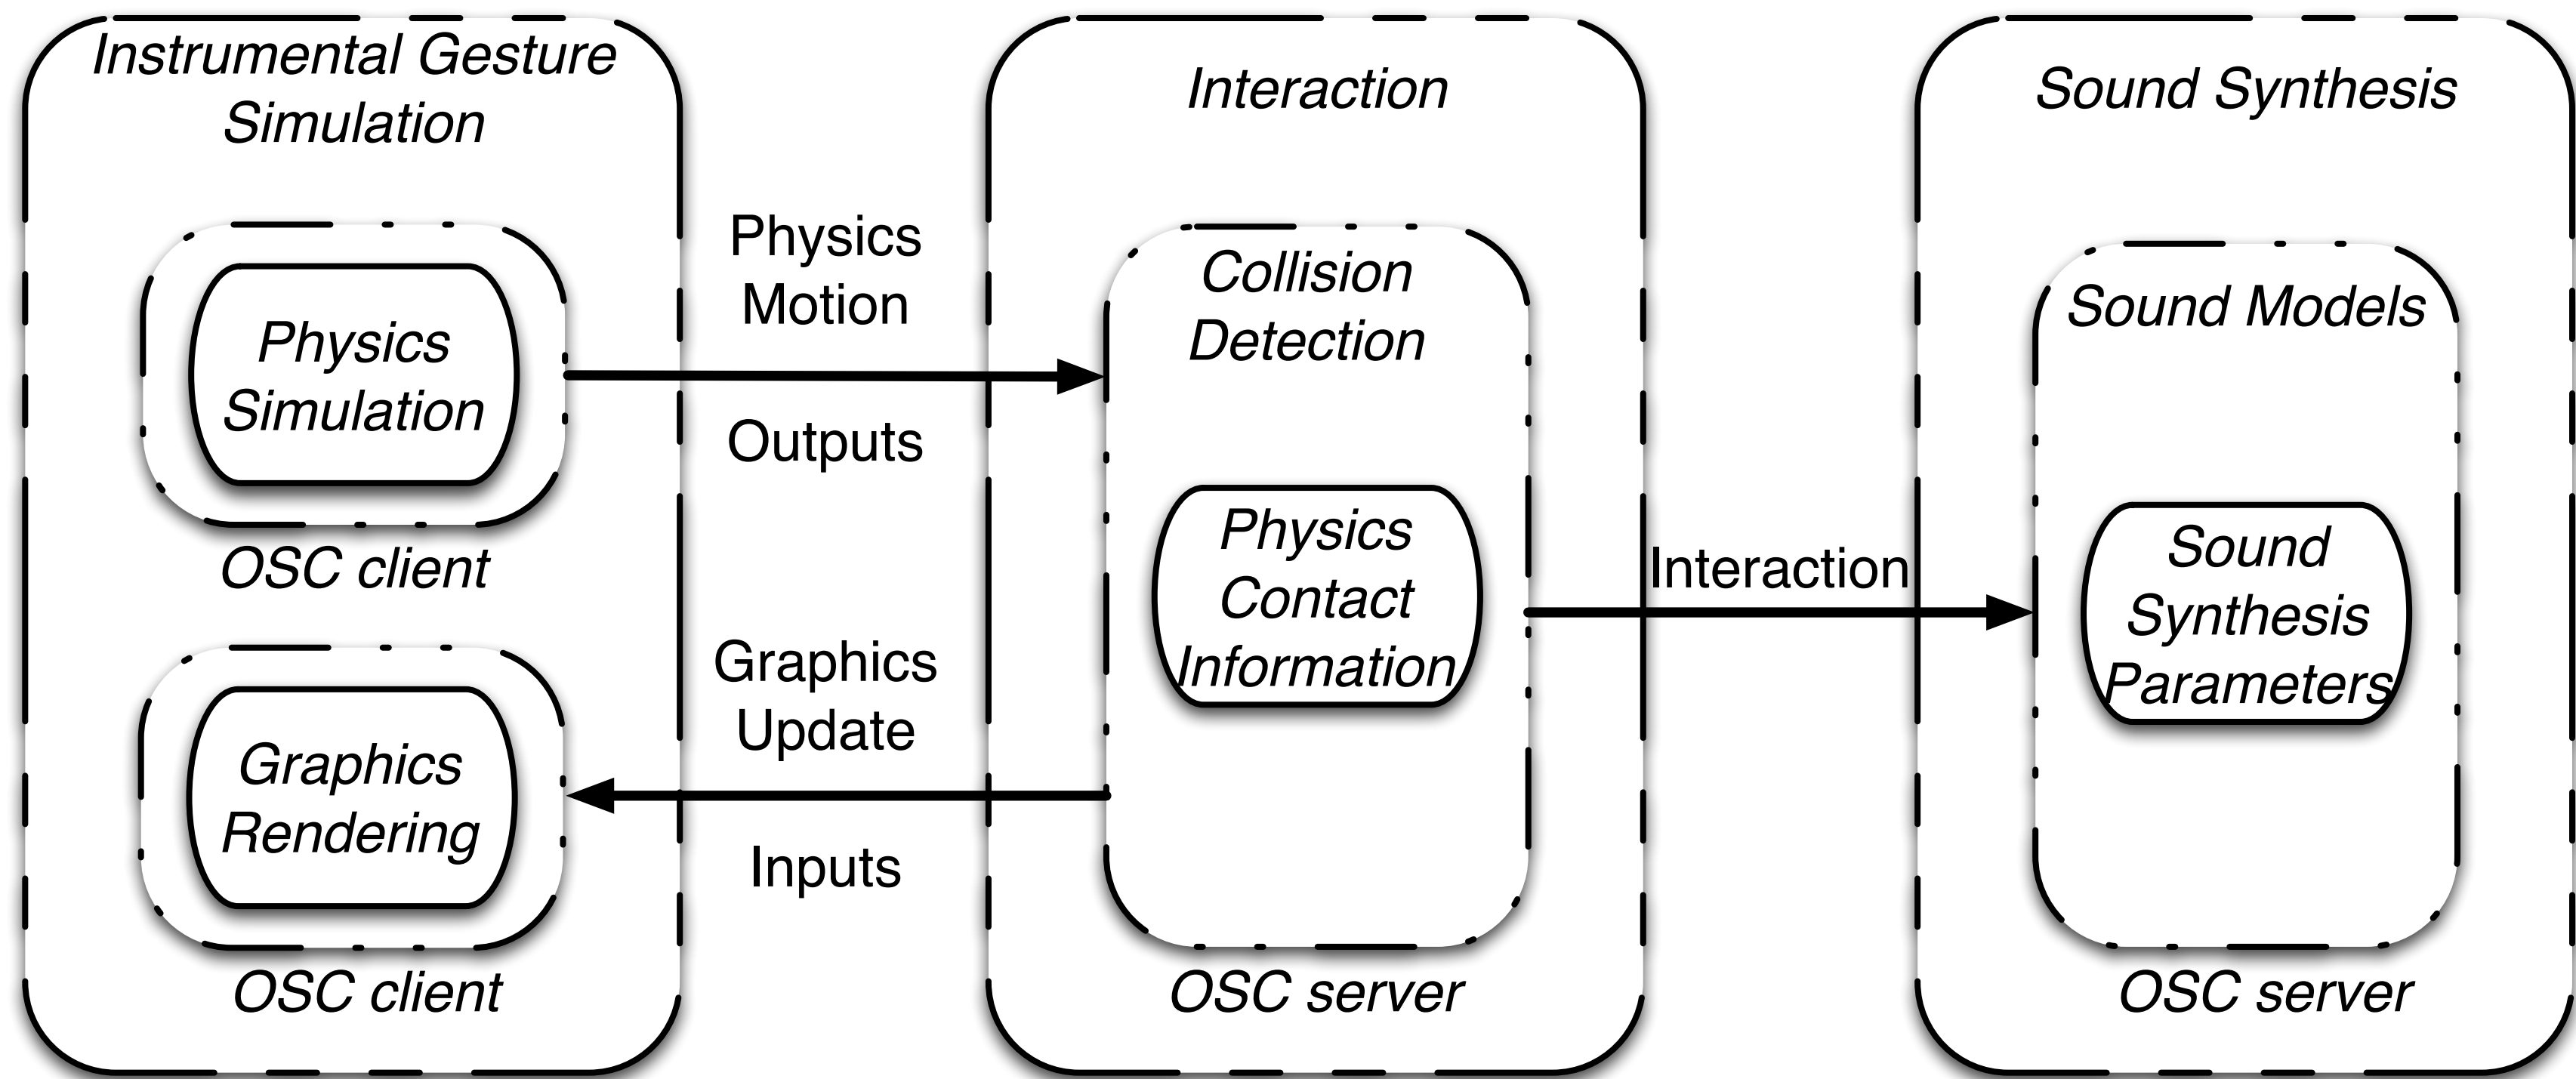 Instrumental Gesture
Simulation
Physics
Simulation
OSC client
Graphics
Rendering
OSC client
Physics
Motion
Outputs
Graphics
Update
Inputs
Interaction
Collision
Detection
Physics
Contact
Information
OSC server
Interaction
Sound Synthesis
Sound Models
Sound
Synthesis
Parameters
OSC server